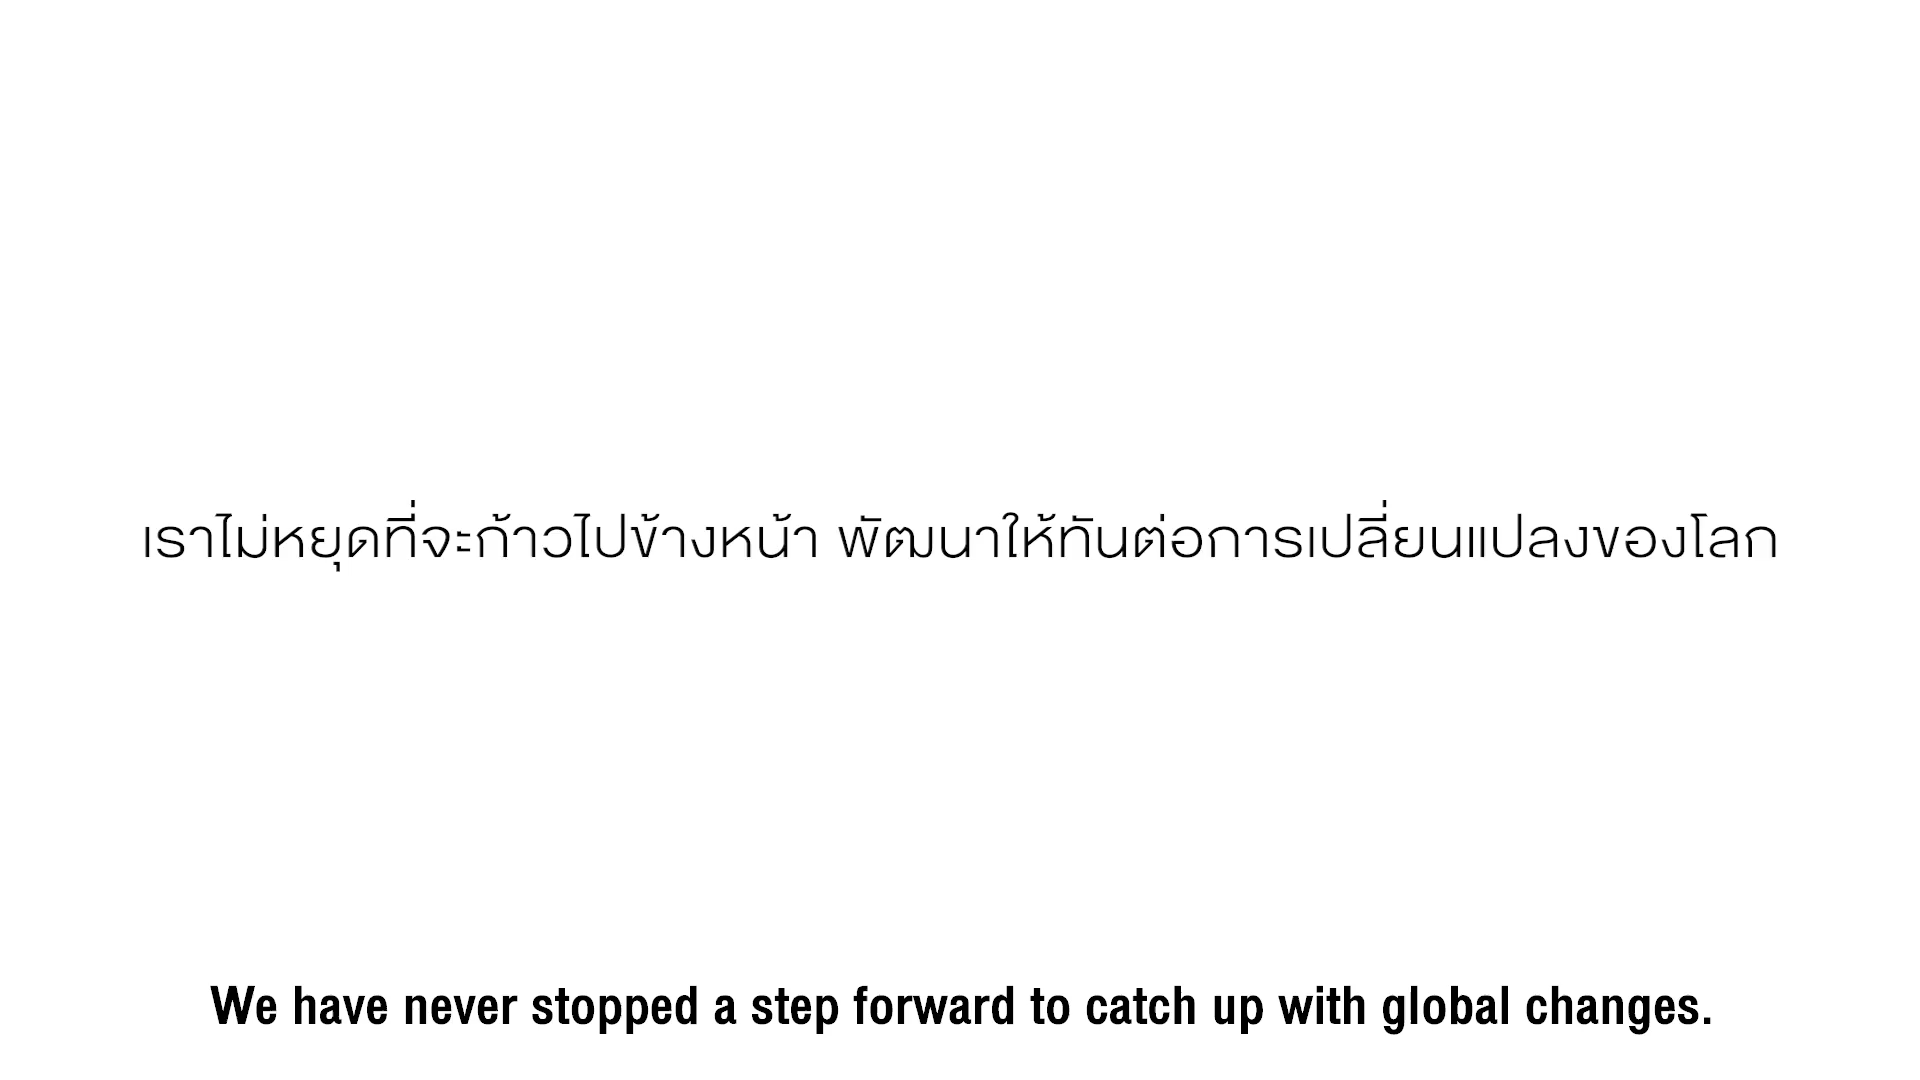 เราไม่หยุดที่จะก้าวไปข้างหน้า พัฒนาให้ทันต่อการเปลี่ยนแปลงของโลก
We have never stopped a step forward to catch up with global changes.